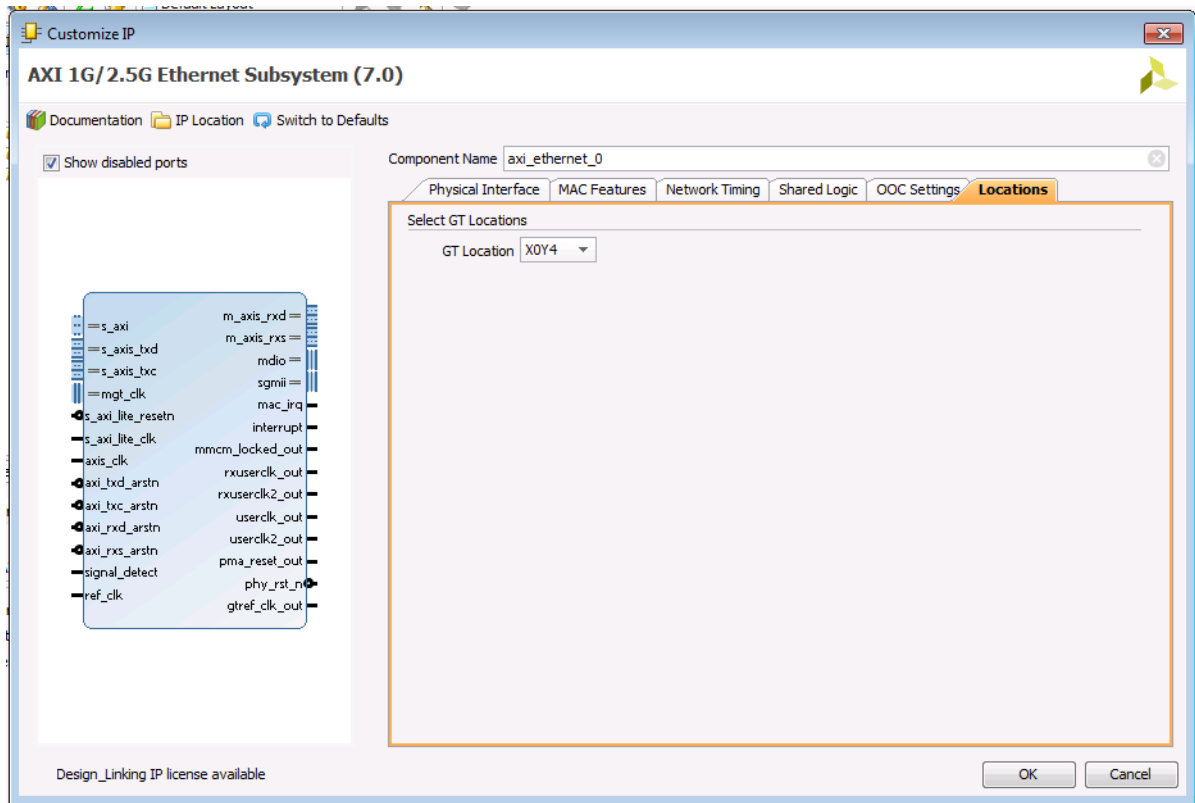 Default Layout
Customize IP
AXI 1G/2.5G Ethernet Subsystem (7.0)
Documentation IP Location Switch to Defaults
Show disabled ports
Component Name axi_ethernet_0
Physical Interface MAC Features Network Timing Shared Logic OOC Settings Locations
Select GT Locations
GT Location X0Y4
s_axi
s_axis_txd
s_axis_txc
mgt_clk
s_axi_lite_resetn
s_axi_lite_clk
axis_clk
axi_txd_arstn
axi_txc_arstn
axi_rxd_arstn
axi_rxs_arstn
signal_detect
ref_clk
m_axis_rxd
m_axis_rxs
mdio
sgmii
mac_irq
interrupt
mmcm_locked_out
rxuserclk_out
rxuserclk2_out
userclk_out
userclk2_out
pma_reset_out
phy_rst_n
gtref_clk_out
Design_Linking IP license available
OK Cancel